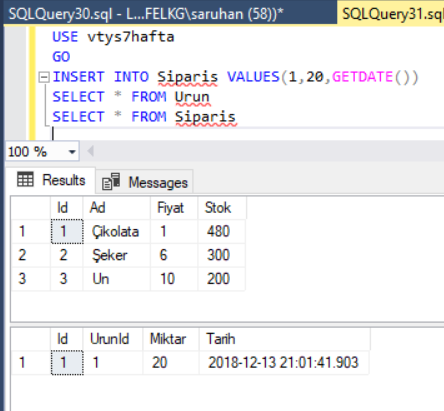 SQLQuery30.sql - L...FELKG\saruhan (58))* SQLQuery31.sql
USE vtys7hafta
GO
INSERT INTO Siparis VALUES(1,20,GETDATE())
SELECT * FROM Urun
SELECT * FROM Siparis
100 %
Results Messages
Id Ad Fiyat Stok
1 1 Çikolata 1 480
2 2 Şeker 6 300
3 3 Un 10 200
Id UrunId Miktar Tarih
1 1 1 20 2018-12-13 21:01:41.903